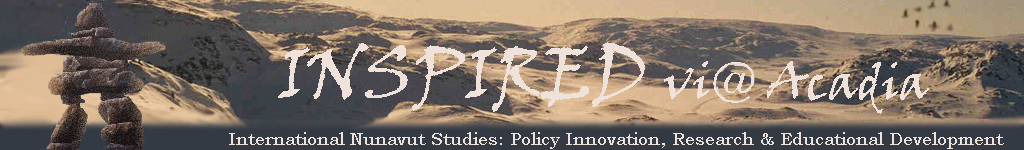 INSPIRED vi@ Acadia
International Nunavut Studies: Policy Innovation, Research & Educational Development